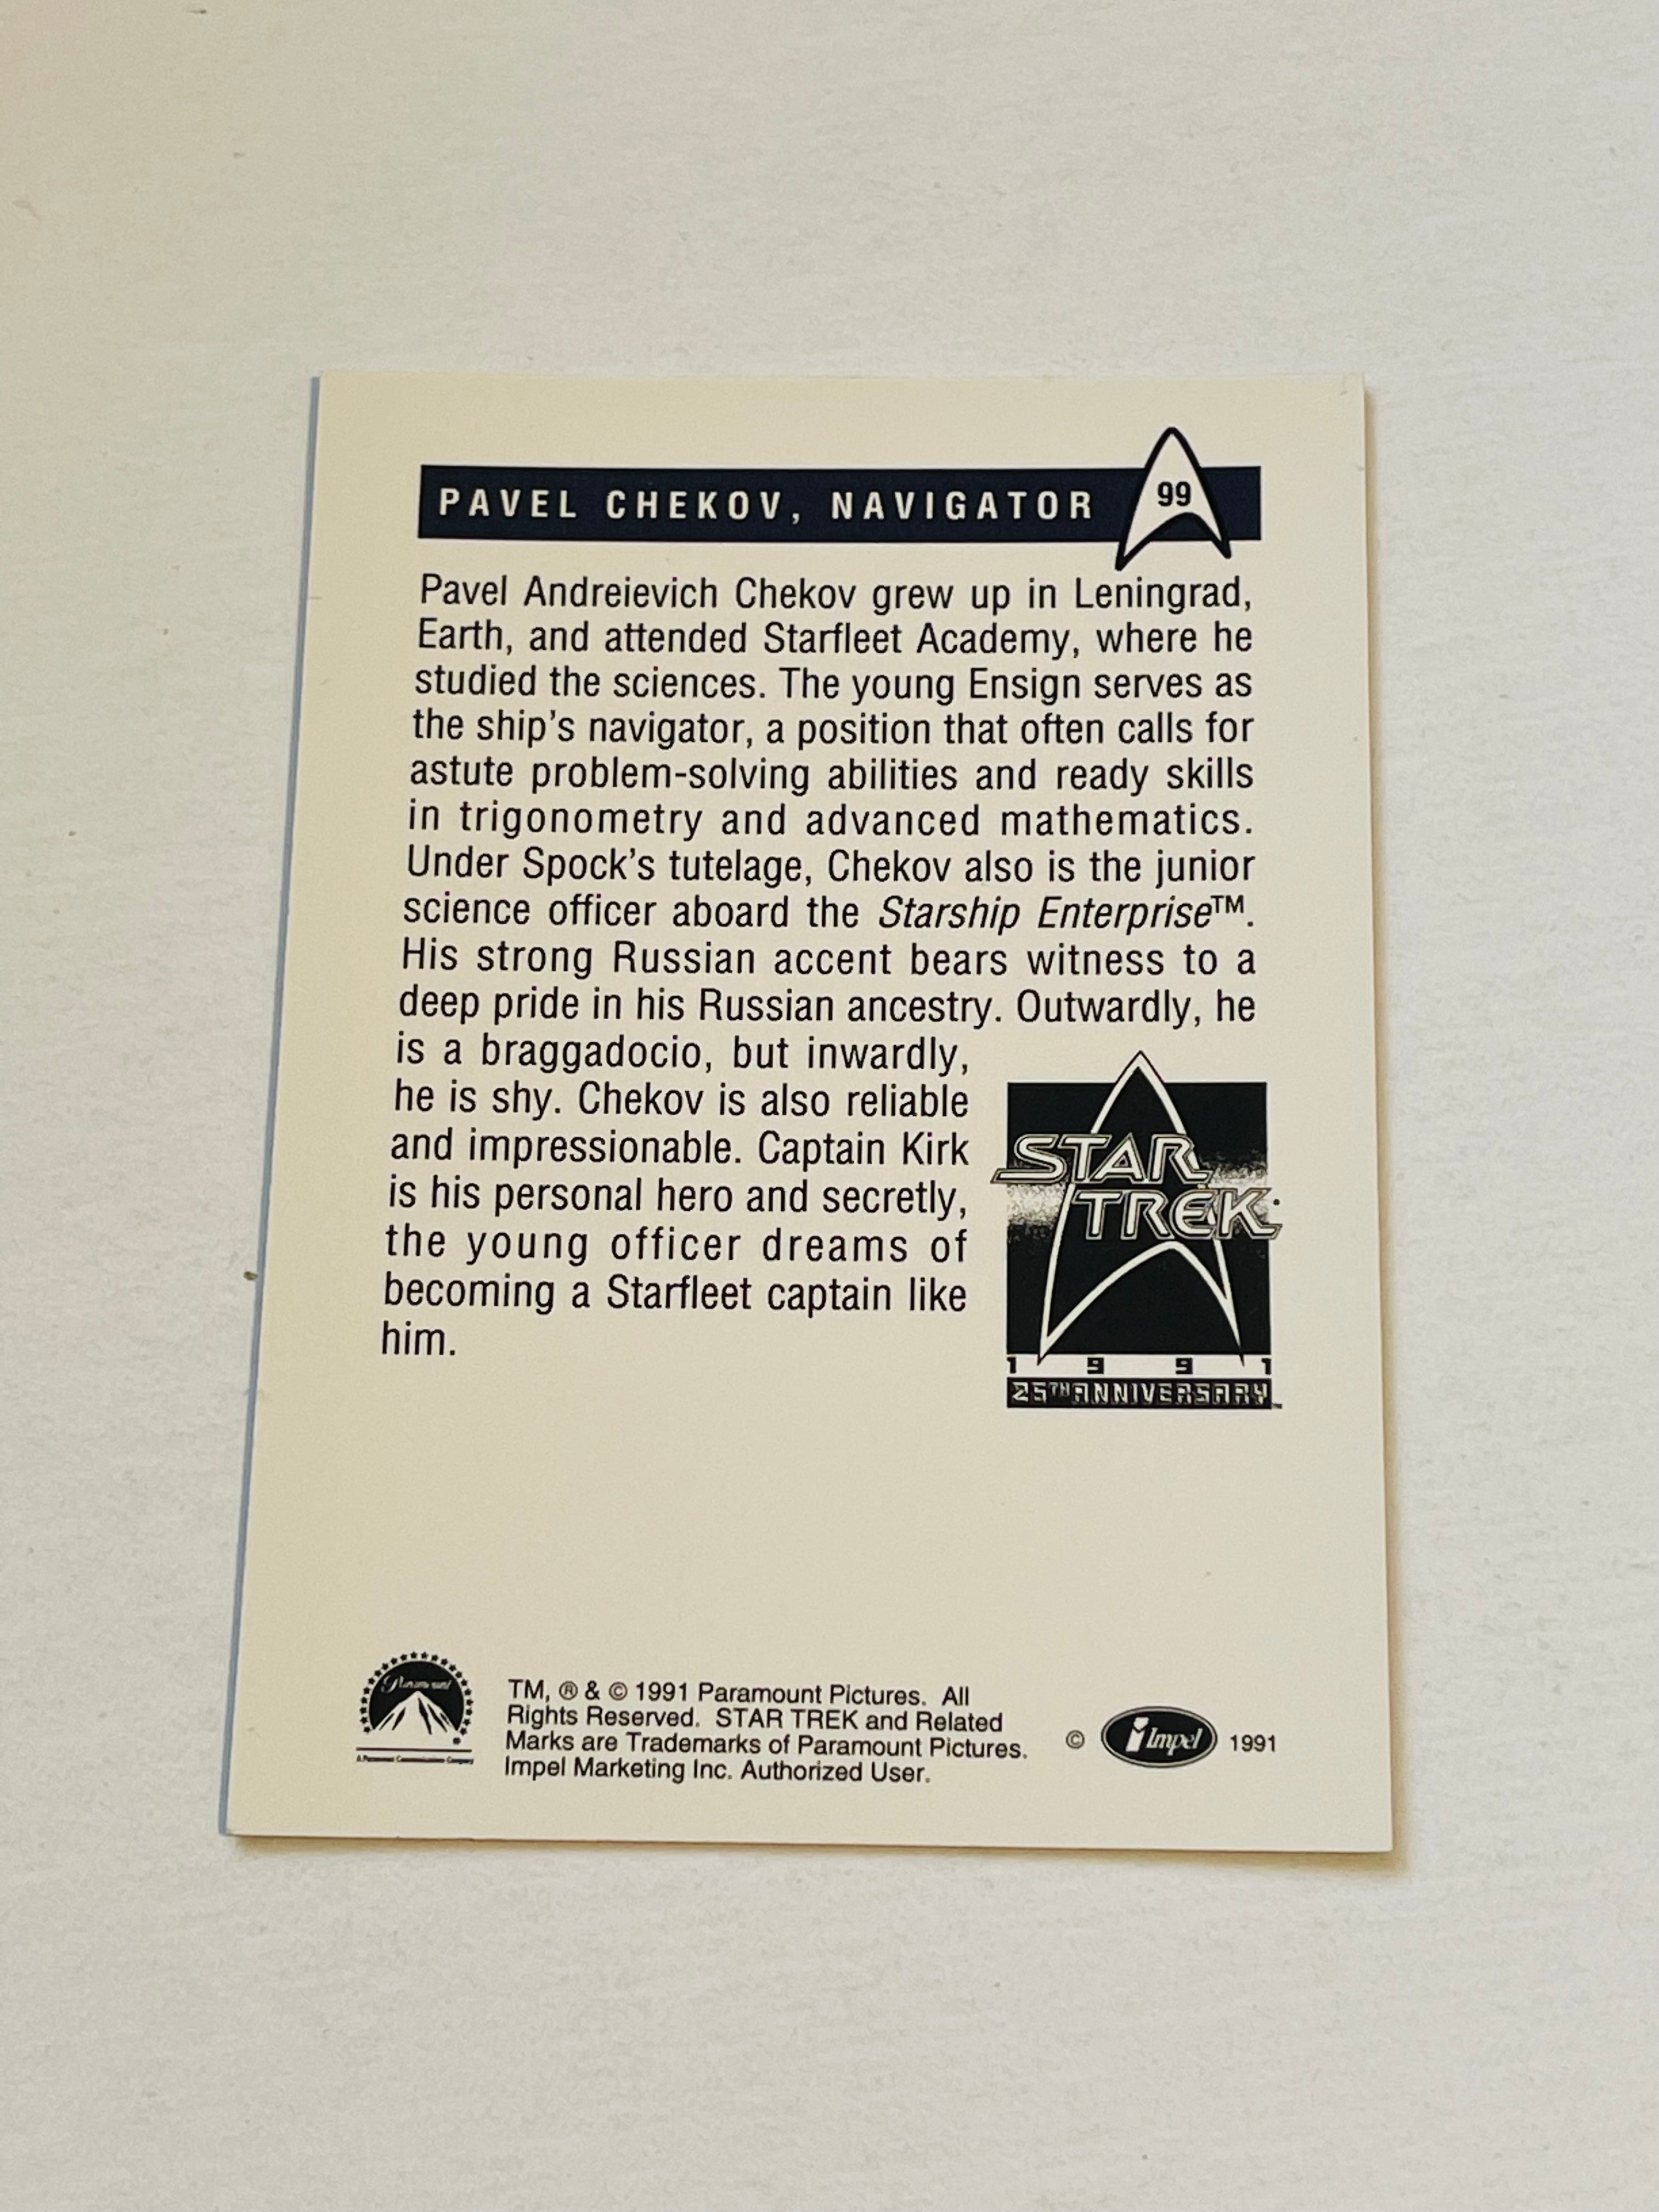 PAVEL CHEKOV, NAVIGATOR
99
Pavel Andreievich Chekov grew up in Leningrad,
Earth, and attended Starfleet Academy, where he
studied the sciences. The young Ensign serves as
the ship's navigator, a position that often calls for
astute problem-solving abilities and ready skills
in trigonometry and advanced mathematics.
Under Spock's tutelage, Chekov also is the junior
science officer aboard the Starship Enterprise™.
His strong Russian accent bears witness to a
deep pride in his Russian ancestry. Outwardly, he
is a braggadocio, but inwardly,
he is shy. Chekov is also reliable
and impressionable. Captain Kirk
is his personal hero and secretly,
the young officer dreams of
becoming a Starfleet captain like
him.
STAR
TREK
1991
25TH ANNIVERSARY™
Paramount
A Paramount Communications Company
TM, ® & © 1991 Paramount Pictures. All
Rights Reserved. STAR TREK and Related
Marks are Trademarks of Paramount Pictures.
Impel Marketing Inc. Authorized User.
© Impel 1991